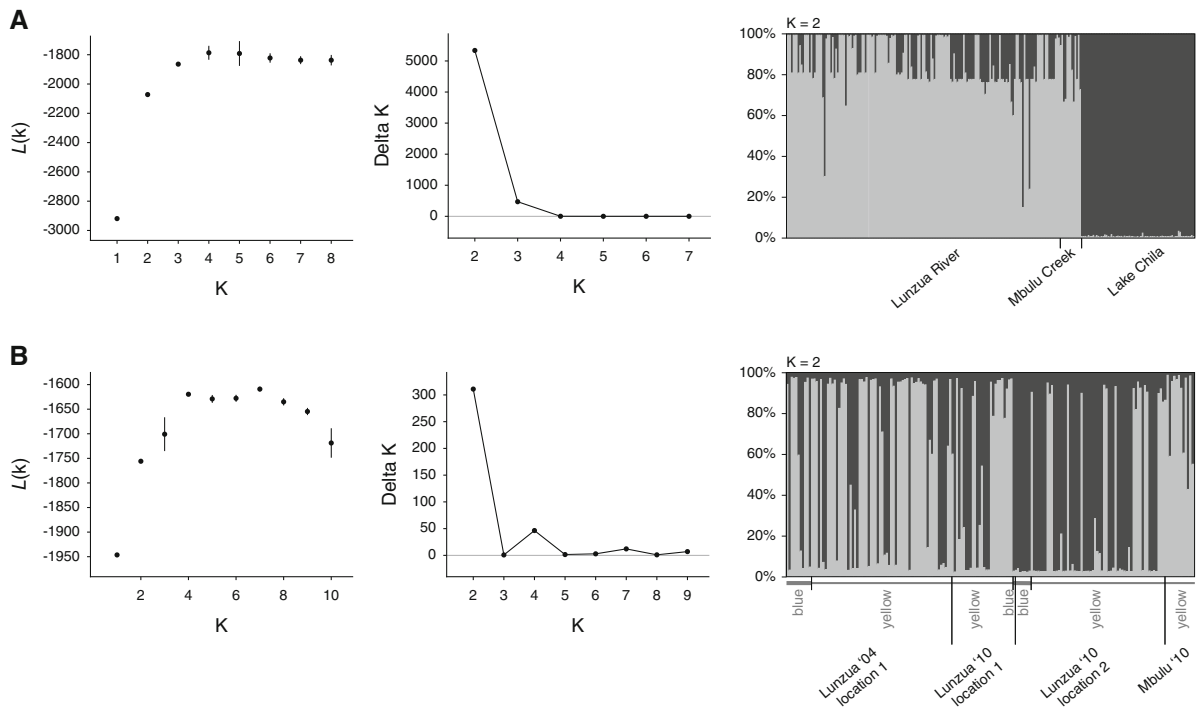 A
L(k)
-1800
-2000
-2200
-2400
-2600
-2800
-3000
1 2 3 4 5 6 7 8
K
Delta K
5000
4000
3000
2000
1000
0
2 3 4 5 6 7
K
K = 2
100%
80%
60%
40%
20%
0%
Lunzua River
Mbulu Creek
Lake Chila
B
L(k)
-1600
-1650
-1700
-1750
-1800
-1850
-1900
-1950
2 4 6 8 10
K
Delta K
300
250
200
150
100
50
0
2 3 4 5 6 7 8 9
K
K = 2
100%
80%
60%
40%
20%
0%
blue
yellow
yellow
blue
blue
yellow
yellow
Lunzua ‘04
location 1
Lunzua ‘10
location 1
Lunzua ‘10
location 2
Mbulu ‘10